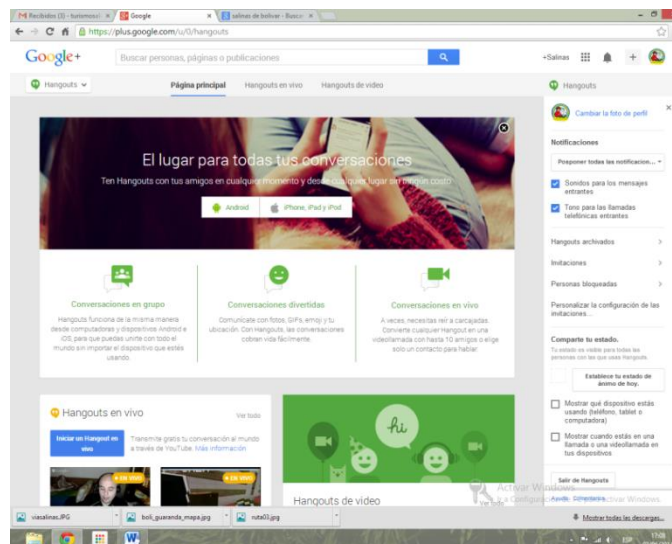 Recibidos (3) - turismosal
Google
salinas de bolivar - Buscar
https://plus.google.com/u/0/hangouts
Google+
Buscar personas, páginas o publicaciones
+Salinas
Hangouts
Página principal
Hangouts en vivo
Hangouts de video
Hangouts
Cambiar la foto de perfil
Notificaciones
Posponer todas las notificacion...
Sonidos para los mensajes
entrantes
Tono para las llamadas
telefónicas entrantes
Hangouts archivados
Invitaciones
Personas bloqueadas
Personalizar la configuración de las
invitaciones...
Comparte tu estado.
Tu estado es visible para todas las
personas con las que usas Hangouts.
Establece tu estado de
ánimo de hoy.
Mostrar qué dispositivo estás
usando (teléfono, tablet o
computadora)
Mostrar cuando estás en una
llamada o una videollamada en
tus dispositivos
Salir de Hangouts
Ayuda Comentarios
El lugar para todas tus conversaciones
Ten Hangouts con tus amigos en cualquier momento y desde cualquier lugar sin ningún costo
Android
iPhone, iPad y iPod
Conversaciones en grupo
Hangouts funciona de la misma manera
desde computadoras y dispositivos Android e
iOS, para que puedas unirte con todo el
mundo sin importar el dispositivo que estés
usando.
Conversaciones divertidas
Comunícate con fotos, GIFs, emoji y tu
ubicación. Con Hangouts, las conversaciones
cobran vida fácilmente.
Conversaciones en vivo
A veces, necesitas reír a carcajadas.
Convierte cualquier Hangout en una
videollamada con hasta 10 amigos o elige
solo un contacto para hablar.
Hangouts en vivo
Ver todo
Iniciar un Hangout en
vivo
Transmite gratis tu conversación al mundo
a través de YouTube. Más información
EN VIVO
EN VIVO
hi
Hangouts de video
Ver todo
Activar Windows
viasalinas.JPG
boli_guaranda_mapa.jpg
ruta03.jpg
Mostrar todas las descargas...
ESP